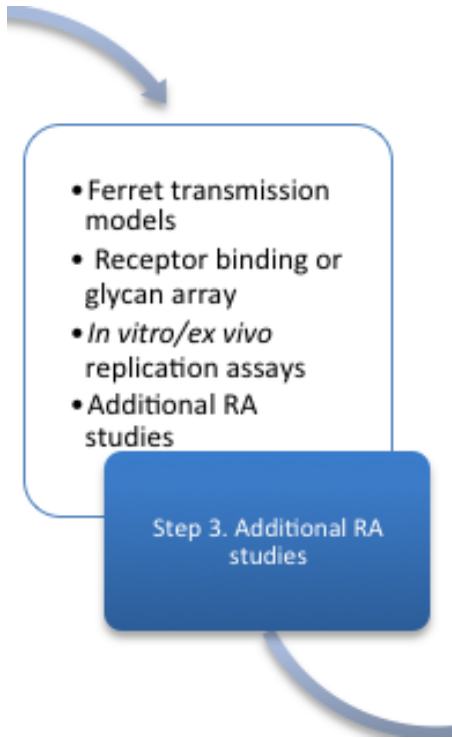 •Ferret transmission
models
• Receptor binding or
glycan array
•In vitro/ex vivo
replication assays
•Additional RA
studies
Step 3. Additional RA
studies